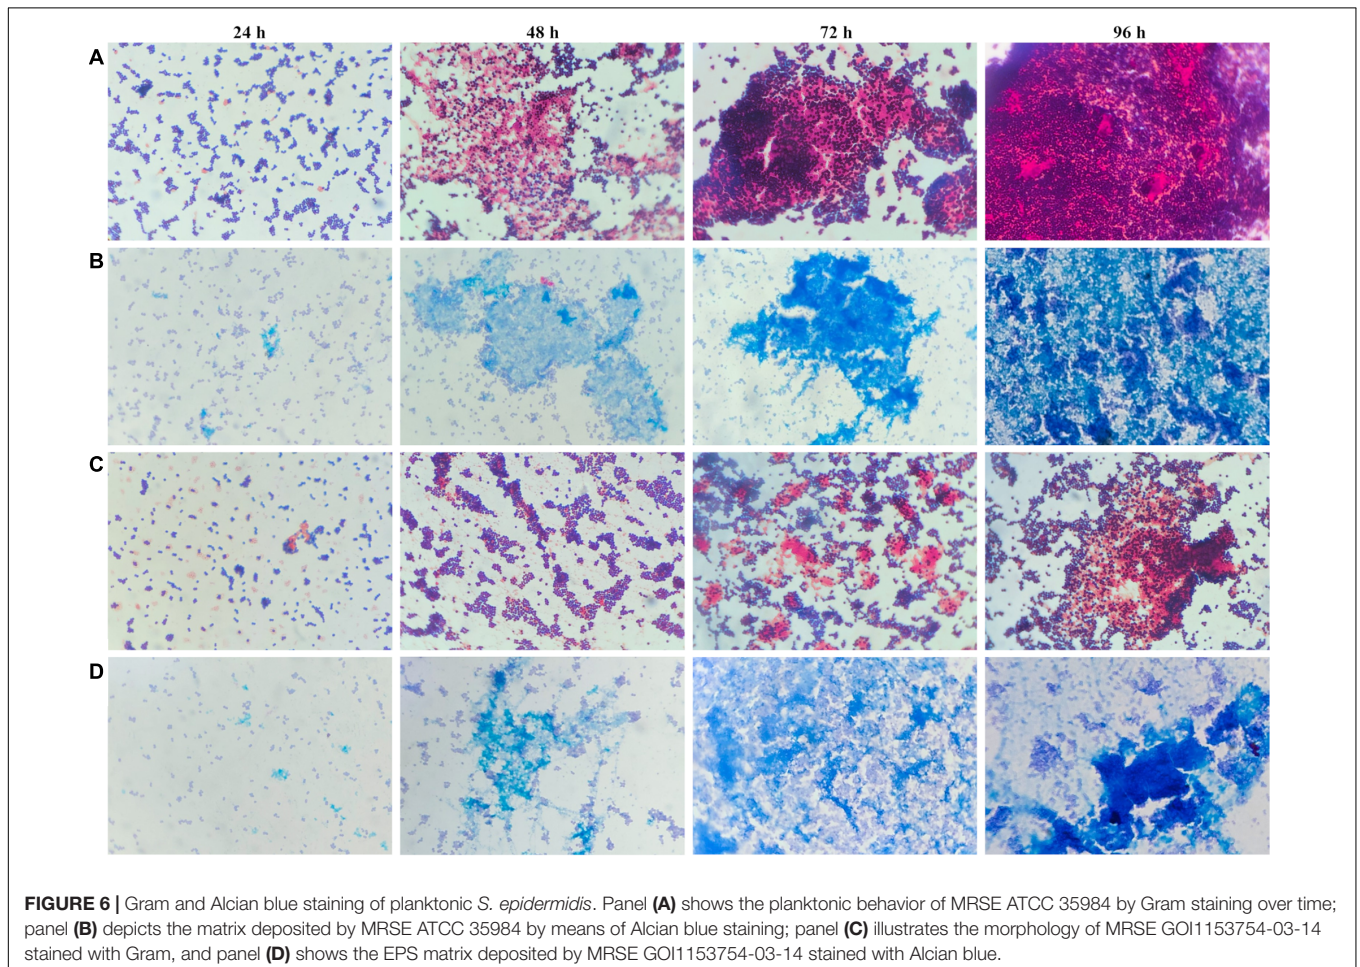 24 h 48 h 72 h 96 h
A
B
C
D
FIGURE 6 | Gram and Alcian blue staining of planktonic S. epidermidis. Panel (A) shows the planktonic behavior of MRSE ATCC 35984 by Gram staining over time;
panel (B) depicts the matrix deposited by MRSE ATCC 35984 by means of Alcian blue staining; panel (C) illustrates the morphology of MRSE GOI1153754-03-14
stained with Gram, and panel (D) shows the EPS matrix deposited by MRSE GOI1153754-03-14 stained with Alcian blue.